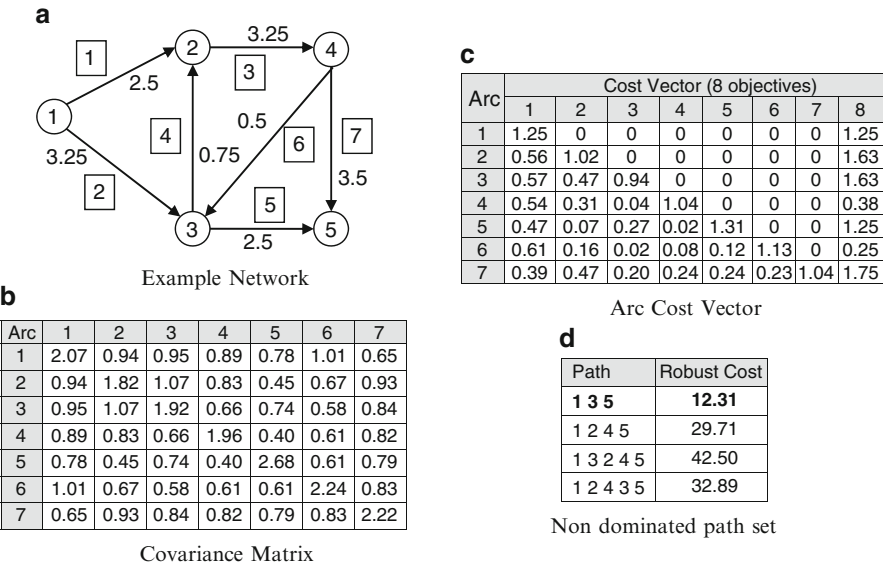 a
1
2
3
4
5
1
2.5
3.25
2
3.25
3
4
0.75
0.5
6
7
3.5
5
2.5
Example Network
b
Arc 1 2 3 4 5 6 7
1 2.07 0.94 0.95 0.89 0.78 1.01 0.65
2 0.94 1.82 1.07 0.83 0.45 0.67 0.93
3 0.95 1.07 1.92 0.66 0.74 0.58 0.84
4 0.89 0.83 0.66 1.96 0.40 0.61 0.82
5 0.78 0.45 0.74 0.40 2.68 0.61 0.79
6 1.01 0.67 0.58 0.61 0.61 2.24 0.83
7 0.65 0.93 0.84 0.82 0.79 0.83 2.22
Covariance Matrix
c
Arc Cost Vector (8 objectives)
1 2 3 4 5 6 7 8
1 1.25 0 0 0 0 0 0 1.25
2 0.56 1.02 0 0 0 0 0 1.63
3 0.57 0.47 0.94 0 0 0 0 1.63
4 0.54 0.31 0.04 1.04 0 0 0 0.38
5 0.47 0.07 0.27 0.02 1.31 0 0 1.25
6 0.61 0.16 0.02 0.08 0.12 1.13 0 0.25
7 0.39 0.47 0.20 0.24 0.24 0.23 1.04 1.75
Arc Cost Vector
d
Path Robust Cost
1 3 5 12.31
1 2 4 5 29.71
1 3 2 4 5 42.50
1 2 4 3 5 32.89
Non dominated path set